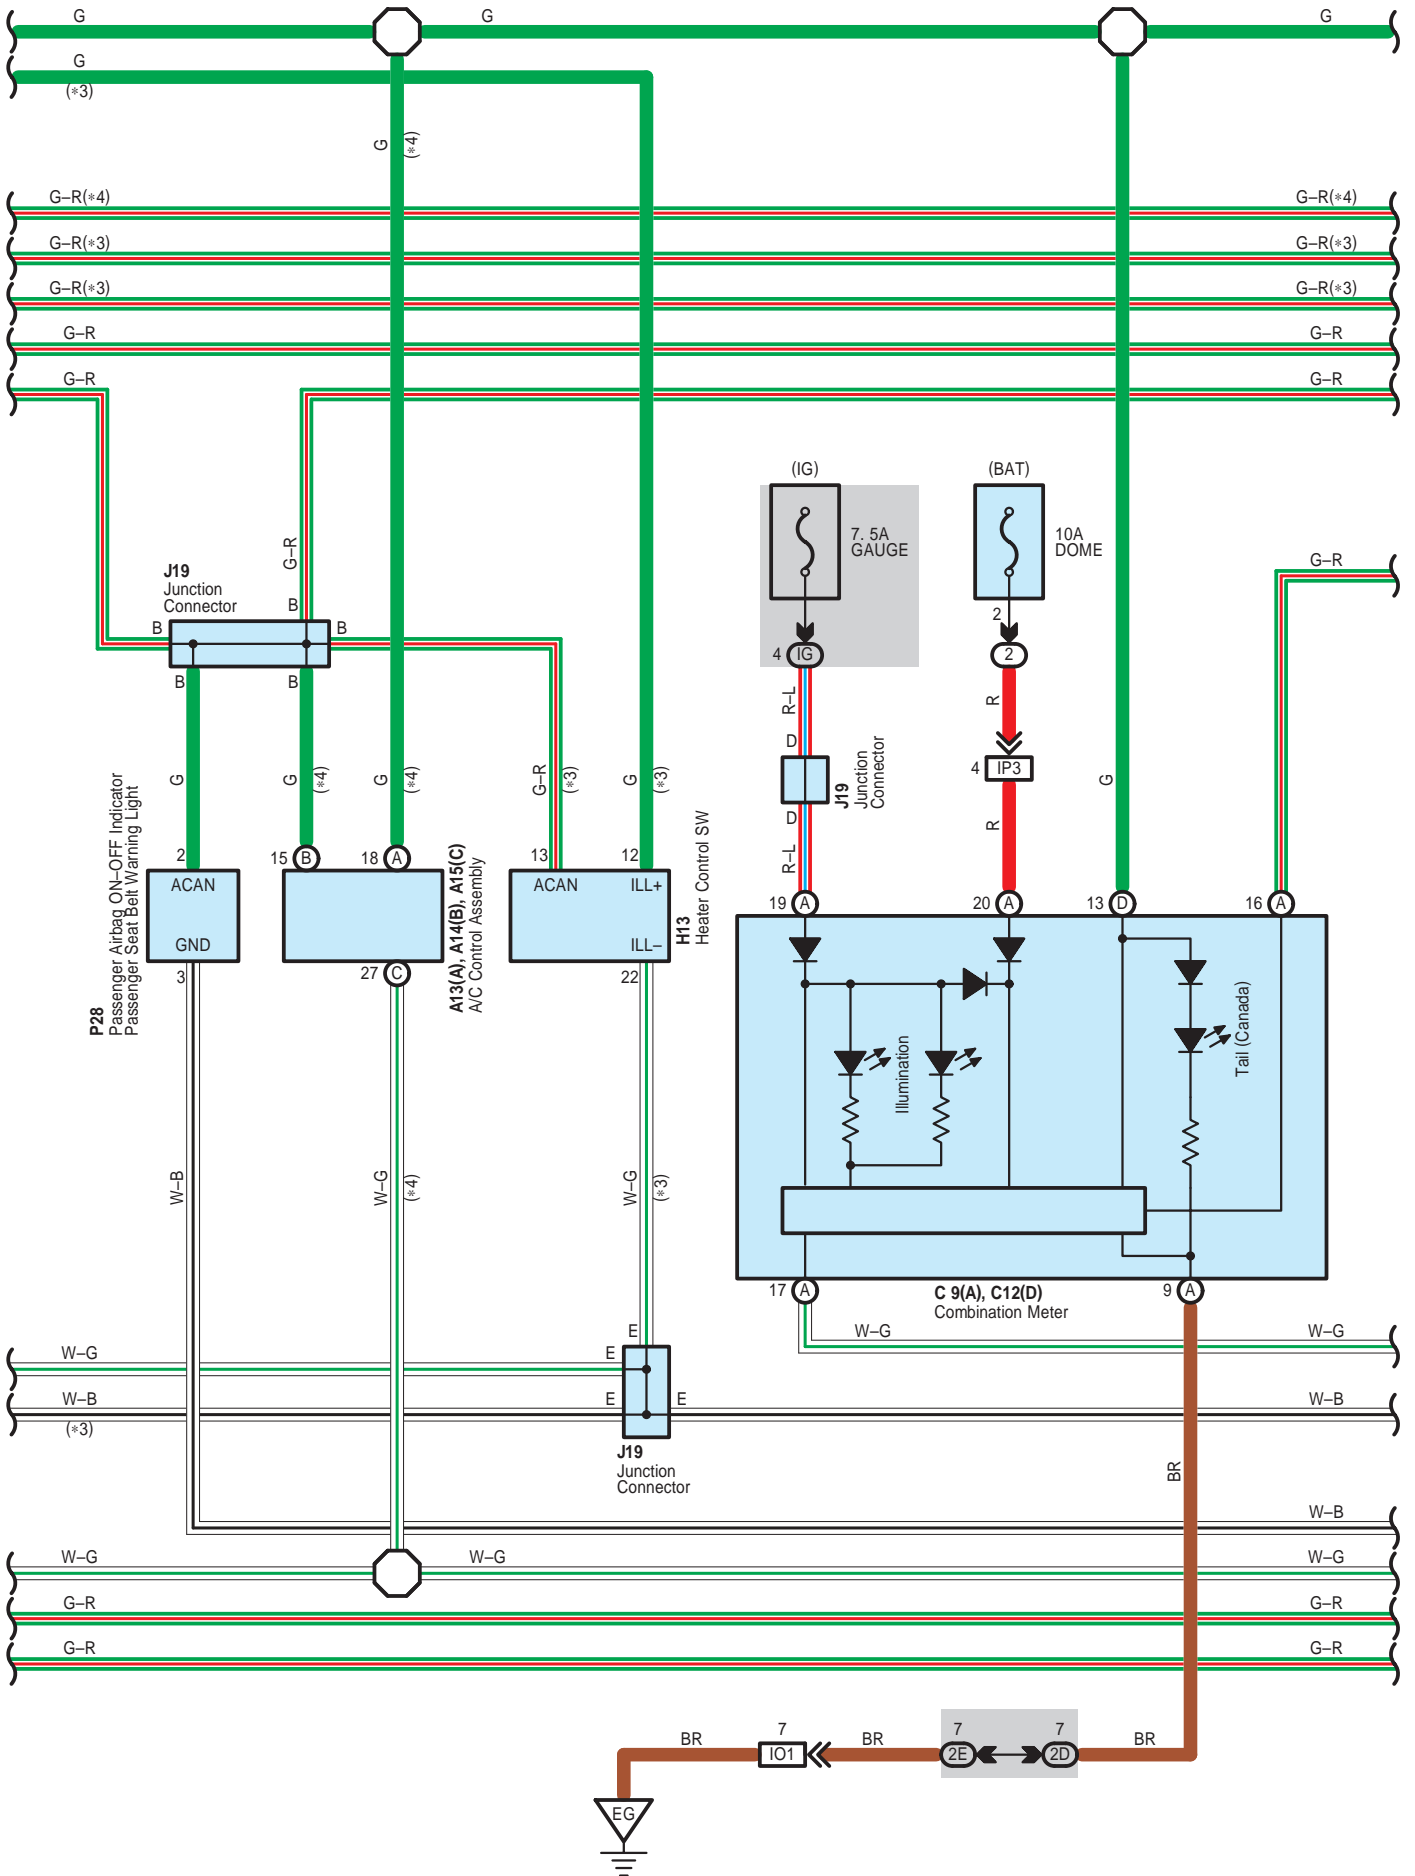 G
G
G
G
(*3)
G
(*4)
G–R(*4)
G–R(*4)
G–R(*3)
G–R(*3)
G–R(*3)
G–R(*3)
G–R
G–R
G–R
G–R
(IG)
(BAT)
7. 5A
GAUGE
10A
DOME
G–R
G–R
J19
Junction
Connector
B
B
B
B
B
2
4
IG
2
R–L
R
D
J19
Junction
Connector
4
IP3
G
G
(*4)
G
(*4)
G–R
(*3)
G
(*3)
G
D
R–L
R
P28
Passenger Airbag ON–OFF Indicator
Passenger Seat Belt Warning Light
2
ACAN
GND
3
15
B
18
A
27
C
A13(A), A14(B), A15(C)
A/C Control Assembly
13
12
ACAN
ILL+
ILL–
22
H13
Heater Control SW
19
A
20
A
13
D
16
A
Illumination
Tail (Canada)
W–B
W–G
(*4)
W–G
(*3)
17
A
C 9(A), C12(D)
Combination Meter
9
A
W–G
W–G
W–G
E
E
W–B
(*3)
E
E
W–B
J19
Junction
Connector
BR
W–B
W–G
W–G
W–G
G–R
G–R
G–R
G–R
BR
7
IO1
BR
7
2E
7
2D
BR
EG